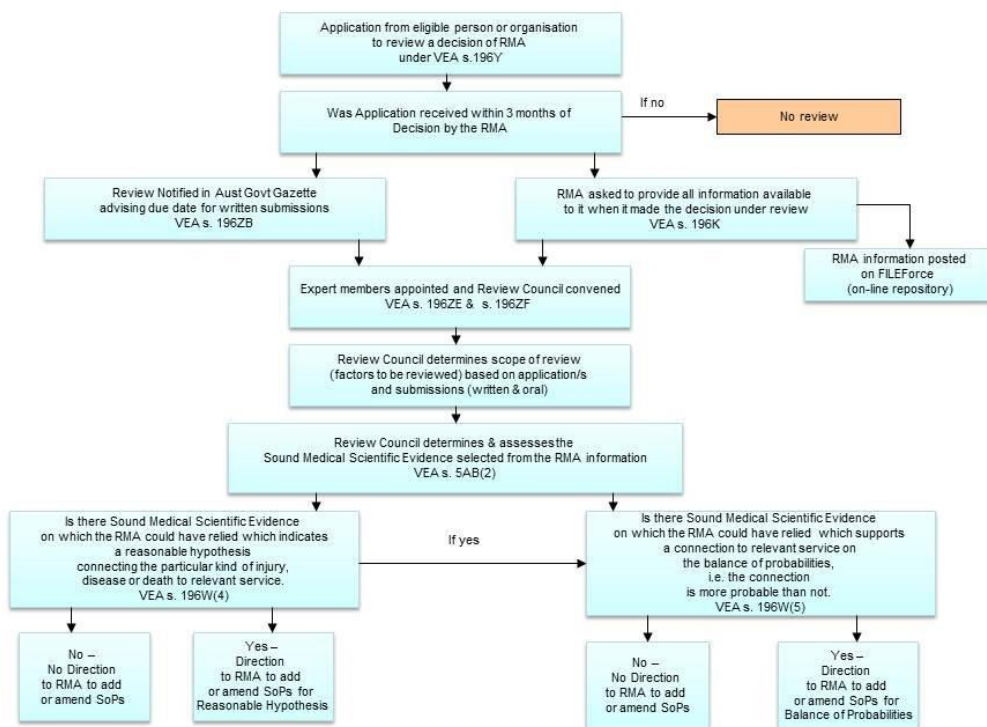 Application from eligible person or organisation
to review a decision of RMA
under VEA s.196Y
Was Application received within 3 months of
Decision by the RMA
If no
No review
Review Notified in Aust Govt Gazette
advising due date for written submissions
VEA s. 196ZB
RMA asked to provide all information available
to it when it made the decision under review
VEA s. 196K
RMA information posted
on FILEForce
(on-line repository)
Expert members appointed and Review Council convened
VEA s. 196ZE & s. 196ZF
Review Council determines scope of review
(factors to be reviewed) based on application/s
and submissions (written & oral)
Review Council determines & assesses the
Sound Medical Scientific Evidence selected from the RMA information
VEA s. 5AB(2)
Is there Sound Medical Scientific Evidence
on which the RMA could have relied which indicates
a reasonable hypothesis
connecting the particular kind of injury,
disease or death to relevant service.
VEA s. 196W(4)
If yes
Is there Sound Medical Scientific Evidence
on which the RMA could have relied which supports
a connection to relevant service on
the balance of probabilities,
i.e. the connection
is more probable than not.
VEA s. 196W(5)
No –
No Direction
to RMA to add
or amend SoPs
Yes –
Direction
to RMA to add
or amend SoPs for
Reasonable Hypothesis
No –
No Direction
to RMA to add
or amend SoPs
Yes –
Direction
to RMA to add
or amend SoPs for
Balance of Probabilities